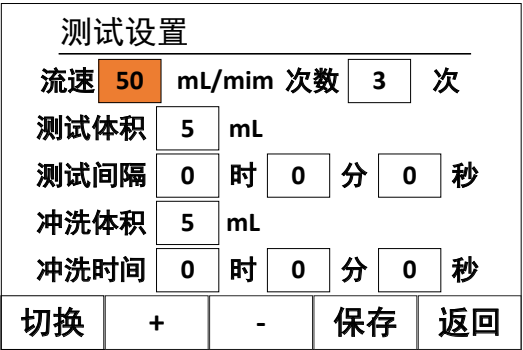 测试设置
流速 50 mL/mim 次数 3 次
测试体积 5 mL
测试间隔 0 时 0 分 0 秒
冲洗体积 5 mL
冲洗时间 0 时 0 分 0 秒
切换 + - 保存 返回